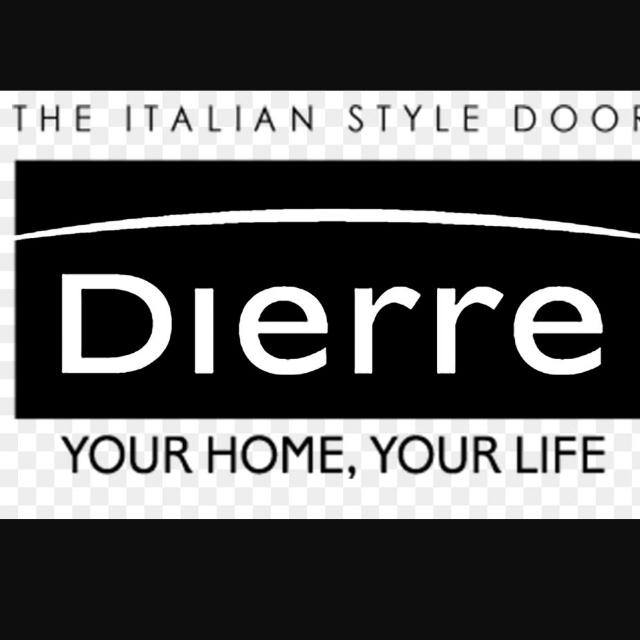 THE ITALIAN STYLE DOOR
Dierre
YOUR HOME, YOUR LIFE